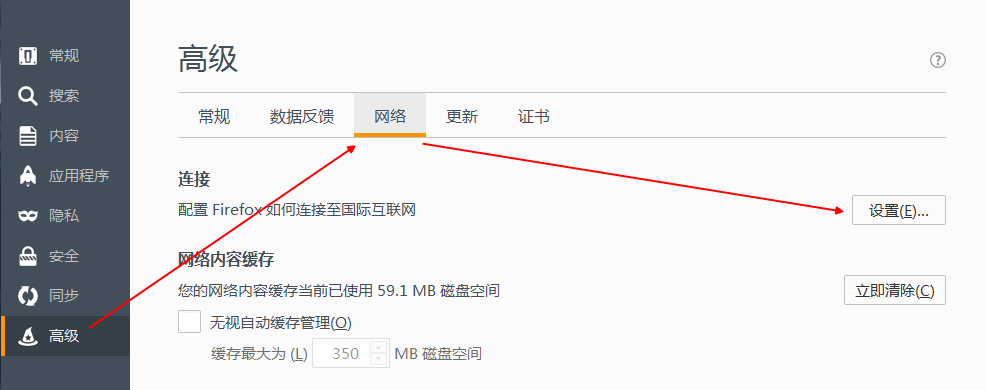 常规
搜索
内容
应用程序
隐私
安全
同步
高级
高级
常规 数据反馈 网络 更新 证书
连接
配置 Firefox 如何连接至国际互联网 设置(E)...
网络内容缓存
您的网络内容缓存当前已使用 59.1 MB 磁盘空间 立即清除(C)
无视自动缓存管理(O)
缓存最大为 (L) 350 MB 磁盘空间